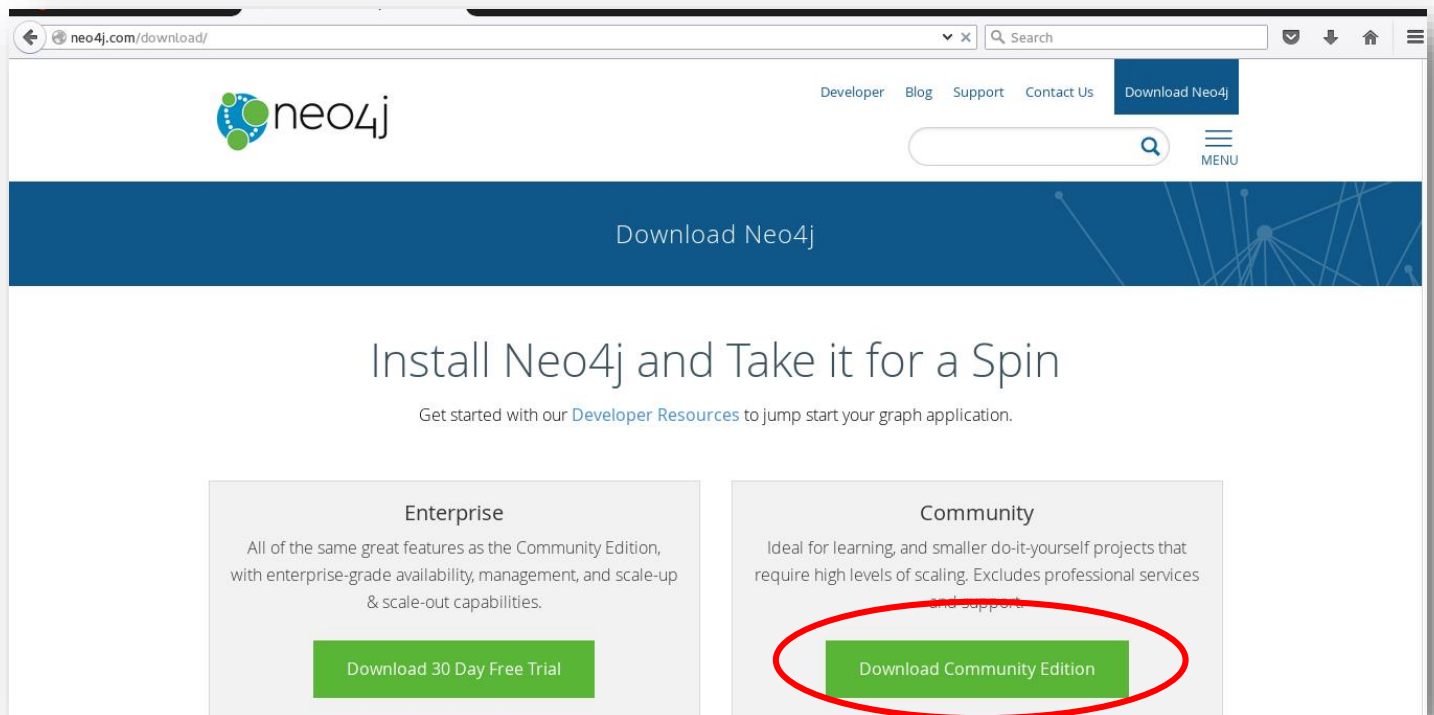 neo4j.com/download/
Search
neo4j
Developer Blog Support Contact Us Download Neo4j
MENU
Download Neo4j
Install Neo4j and Take it for a Spin
Get started with our Developer Resources to jump start your graph application.
Enterprise
All of the same great features as the Community Edition,
with enterprise-grade availability, management, and scale-up
& scale-out capabilities.
Download 30 Day Free Trial
Community
Ideal for learning, and smaller do-it-yourself projects that
require high levels of scaling. Excludes professional services
and support.
Download Community Edition